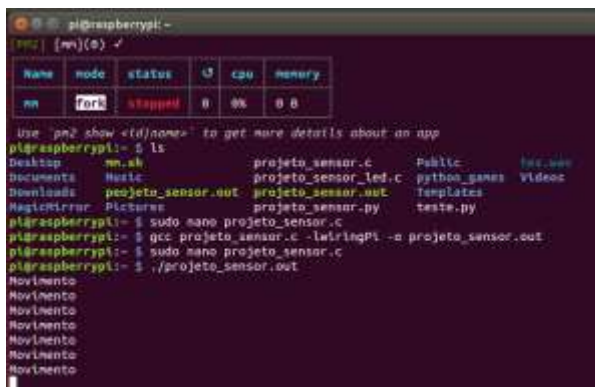 pi@raspberrypi: ~
[PM2] [mm](0) ✓
Name mode status ↺ cpu memory
mm fork stopped 0 0% 0 B
Use `pm2 show <id|name>` to get more details about an app
pi@raspberrypi:~ $ ls
Desktop mm.sh projeto_sensor.c Public
Documents Music projeto_sensor_led.c python_games Videos
Downloads peojeto_sensor.out projeto_sensor.out Templates
MagicMirror Pictures projeto_sensor.py teste.py
pi@raspberrypi:~ $ sudo nano projeto_sensor.c
pi@raspberrypi:~ $ gcc projeto_sensor.c -lwiringPi -o projeto_sensor.out
pi@raspberrypi:~ $ sudo nano projeto_sensor.c
pi@raspberrypi:~ $ ./projeto_sensor.out
Movimento
Movimento
Movimento
Movimento
Movimento
Movimento
Movimento